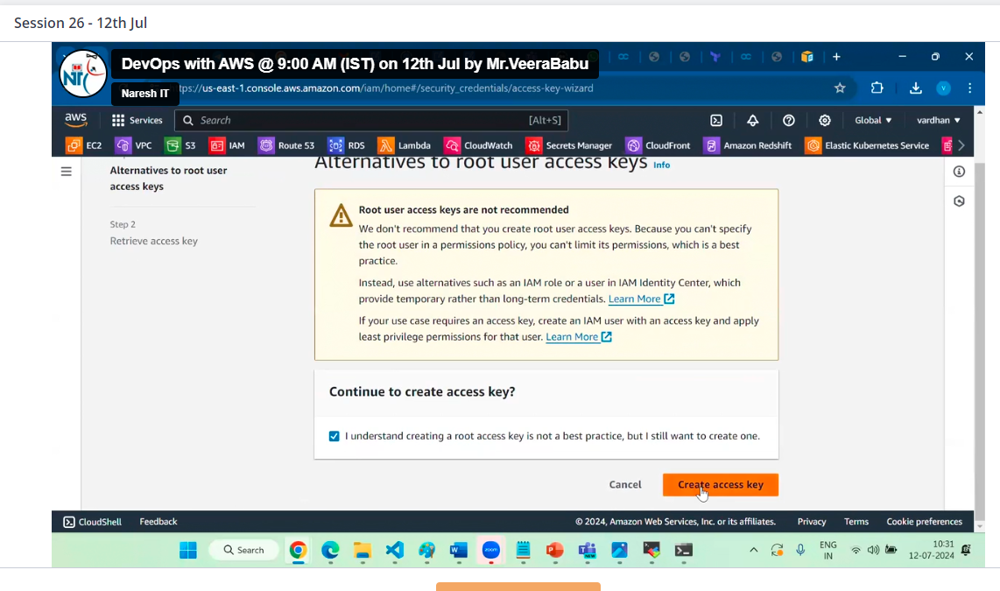 Session 26 - 12th Jul
DevOps with AWS @ 9:00 AM (IST) on 12th Jul by Mr.VeeraBabu
Naresh IT
tps://us-east-1.console.aws.amazon.com/iam/home#/security_credentials/access-key-wizard
aws
Services
Search
[Alt+S]
Global
vardhan
EC2
VPC
S3
IAM
Route 53
RDS
Lambda
CloudWatch
Secrets Manager
CloudFront
Amazon Redshift
Elastic Kubernetes Service
Alternatives to root user
access keys
Step 2
Retrieve access key
Alternatives to root user access keys Info
Root user access keys are not recommended
We don't recommend that you create root user access keys. Because you can't specify
the root user in a permissions policy, you can't limit its permissions, which is a best
practice.
Instead, use alternatives such as an IAM role or a user in IAM Identity Center, which
provide temporary rather than long-term credentials. Learn More
If your use case requires an access key, create an IAM user with an access key and apply
least privilege permissions for that user. Learn More
Continue to create access key?
I understand creating a root access key is not a best practice, but I still want to create one.
Cancel
Create access key
CloudShell
Feedback
© 2024, Amazon Web Services, Inc. or its affiliates.
Privacy
Terms
Cookie preferences
Search
zoom
ENG
IN
10:31
12-07-2024